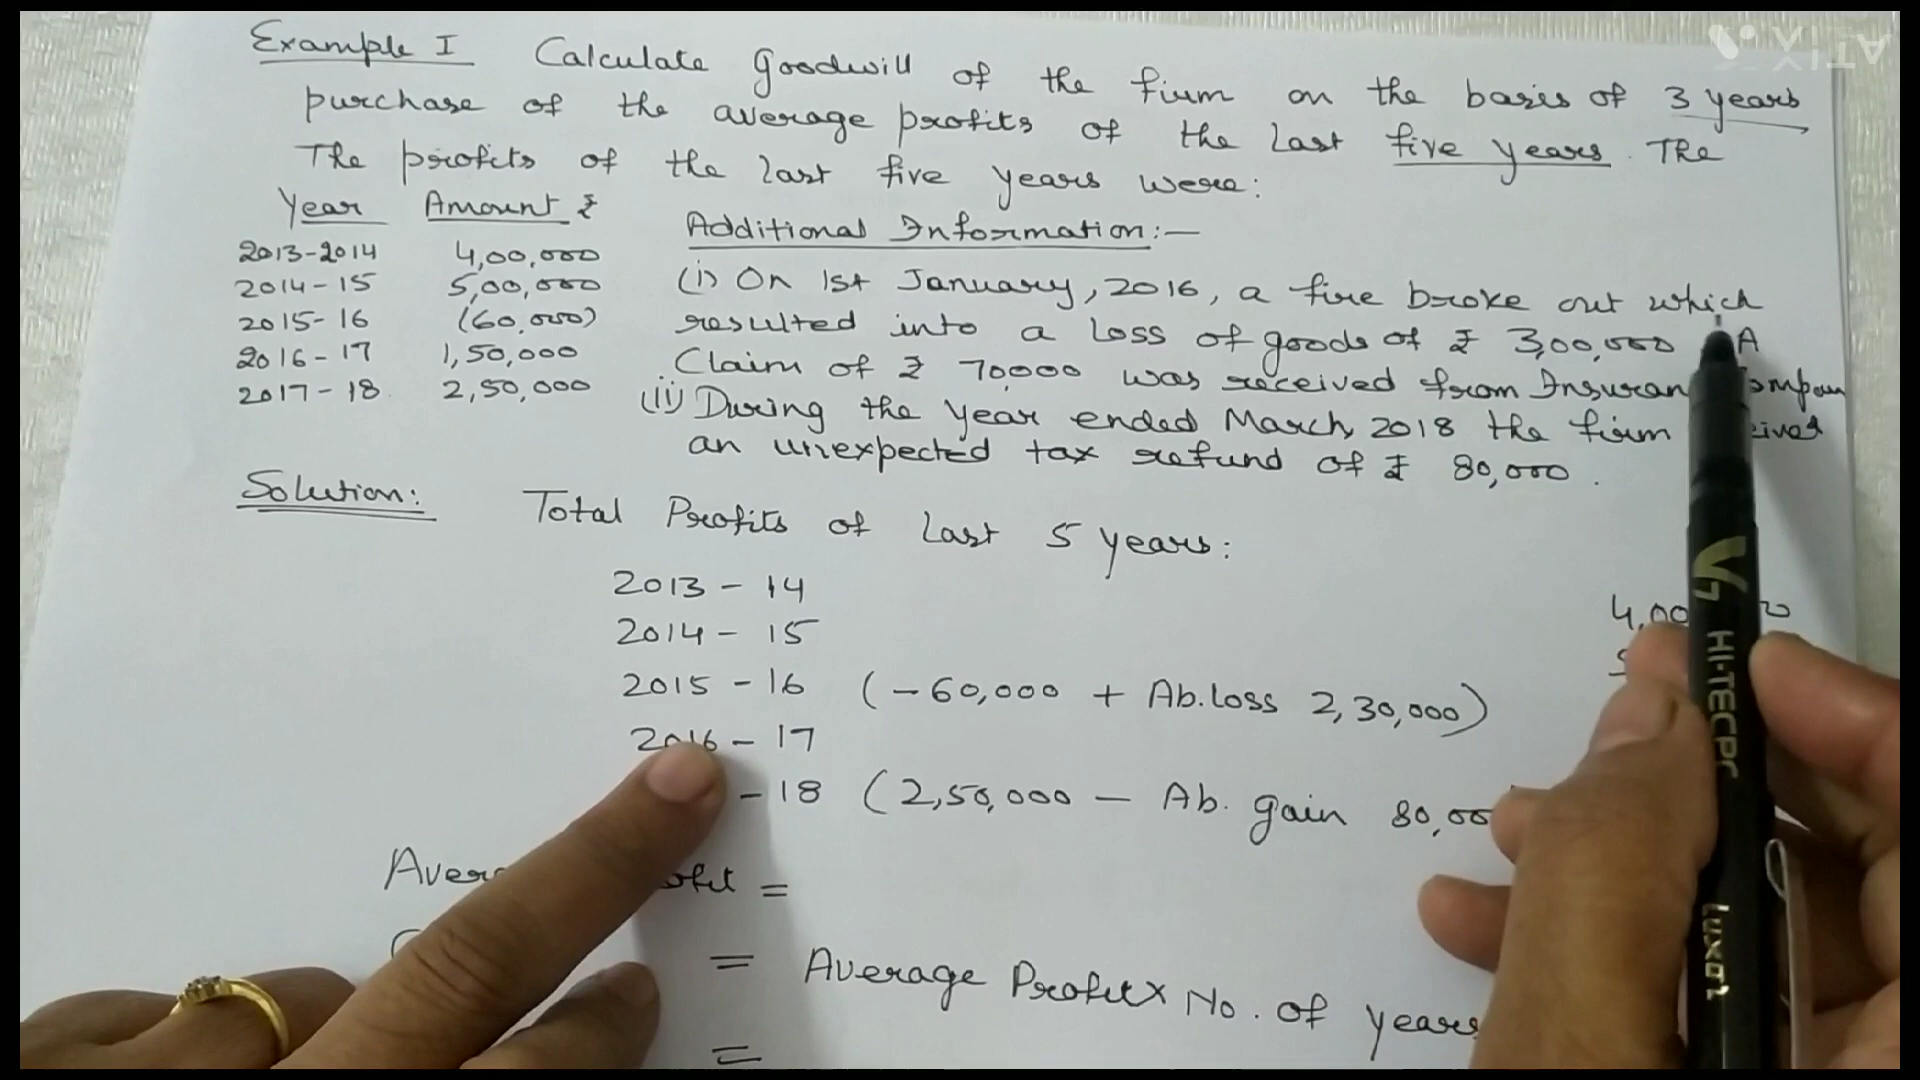 Example I Calculate Goodwill of the firm on the basis of 3 years
purchase of the average profits of the last five years. The
The profits of the last five years were:
Year Amount ₹
2013-2014 4,00,000
2014-15 5,00,000
2015-16 (60,000)
2016-17 1,50,000
2017-18 2,50,000
Additional Information:-
(i) On 1st January, 2016, a fire broke out which
resulted into a loss of goods of ₹ 3,00,000 A
Claim of ₹ 70000 was received from
(ii) During the year ended March, 2018 the firm
an unexpected tax refund of ₹ 80,000.
Solution: Total Profits of Last 5 years:
2013 - 14
2014 - 15
2015 - 16 (-60,000 + Ab.loss 2,30,000)
2016 - 17
- 18 (2,50,000 - Ab. gain
=
= Average Profit x No. of years
=
VIXIA
V7 HI-TECPT
luxor